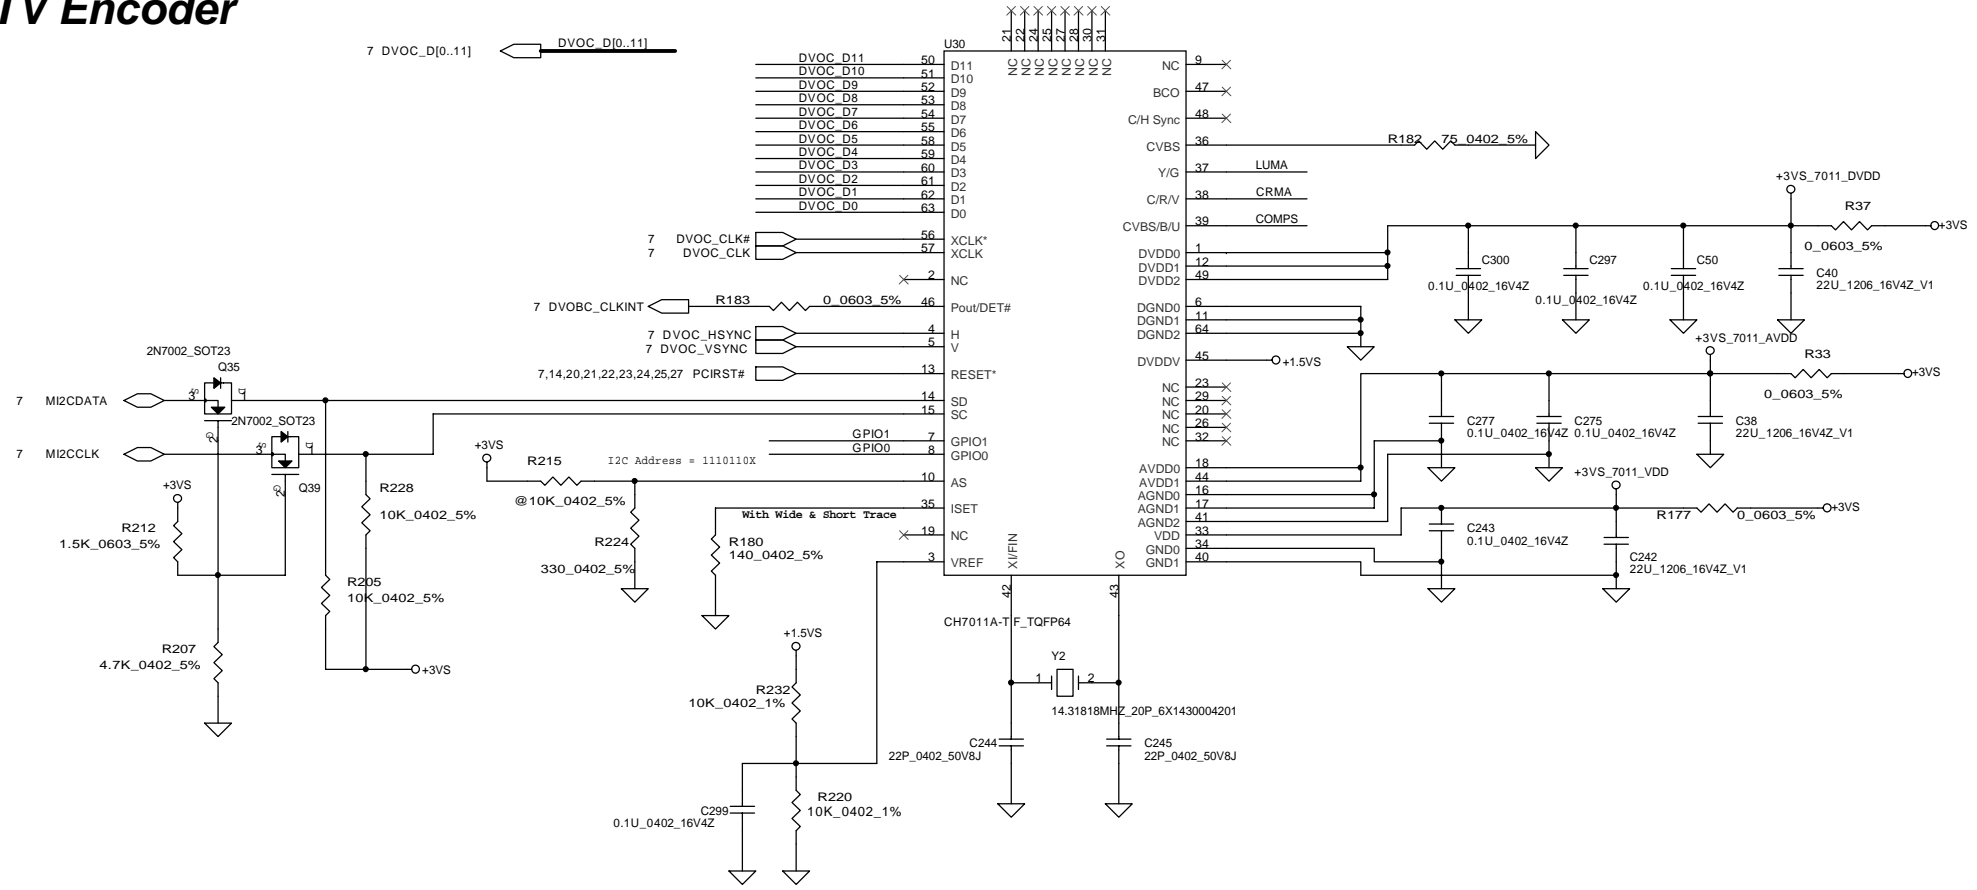 TV Encoder
7 DVOC_D[0..11]
DVOC_D[0..11]
U30
21 22 24 25 27 28 30 31
NC NC NC NC NC NC NC NC
DVOC_D11 50 D11
DVOC_D10 51 D10
DVOC_D9 52 D9
DVOC_D8 53 D8
DVOC_D7 54 D7
DVOC_D6 55 D6
DVOC_D5 58 D5
DVOC_D4 59 D4
DVOC_D3 60 D3
DVOC_D2 61 D2
DVOC_D1 62 D1
DVOC_D0 63 D0
7 DVOC_CLK# 56 XCLK*
7 DVOC_CLK 57 XCLK
2 NC
7 DVOBC_CLKINT R183 0_0603_5% 46 Pout/DET#
7 DVOC_HSYNC 4 H
7 DVOC_VSYNC 5 V
7,14,20,21,22,23,24,25,27 PCIRST# 13 RESET*
14 SD
15 SC
GPIO1 7 GPIO1
GPIO0 8 GPIO0
I2C Address = 1110110X
10 AS
35 ISET
With Wide & Short Trace
19 NC
3 VREF
NC 9
BCO 47
C/H Sync 48
CVBS 36
R182 75_0402_5%
Y/G 37 LUMA
C/R/V 38 CRMA
CVBS/B/U 39 COMPS
DVDD0 1
DVDD1 12
DVDD2 49
DGND0 6
DGND1 11
DGND2 64
DVDDV 45 +1.5VS
NC 23
NC 29
NC 20
NC 26
NC 32
AVDD0 18
AVDD1 44
AGND0 16
AGND1 17
AGND2 41
VDD 33
GND0 34
GND1 40
XI/FIN XO
42 43
CH7011A-T F_TQFP64
+3VS_7011_DVDD
R37
0_0603_5%
+3VS
C300
0.1U_0402_16V4Z
C297
0.1U_0402_16V4Z
C50
0.1U_0402_16V4Z
C40
22U_1206_16V4Z_V1
+3VS_7011_AVDD
R33
0_0603_5%
+3VS
C277
0.1U_0402_16V4Z
C275
0.1U_0402_16V4Z
C38
22U_1206_16V4Z_V1
+3VS_7011_VDD
R177 0_0603_5%
+3VS
C243
0.1U_0402_16V4Z
C242
22U_1206_16V4Z_V1
2N7002_SOT23
Q35
7 MI2CDATA
3 S D 1
G 2
2N7002_SOT23
7 MI2CCLK
3 S D 1
G 2
Q39
+3VS
R212
1.5K_0603_5%
R228
10K_0402_5%
R205
10K_0402_5%
R207
4.7K_0402_5%
+3VS
+3VS
R215
@10K_0402_5%
R224
330_0402_5%
R180
140_0402_5%
+1.5VS
R232
10K_0402_1%
R220
10K_0402_1%
C299
0.1U_0402_16V4Z
Y2
1 2
14.31818MHZ_20P_6X1430004201
C244
22P_0402_50V8J
C245
22P_0402_50V8J